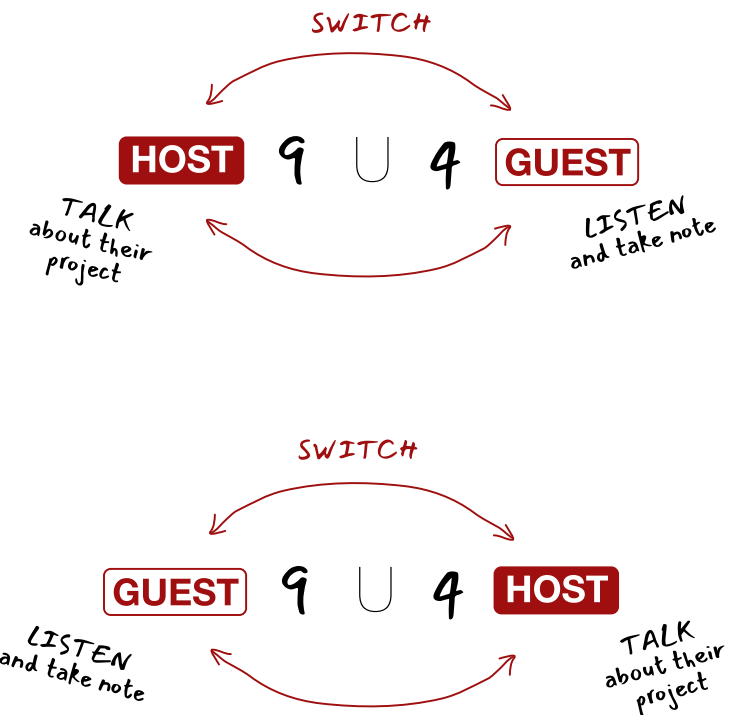 SWITCH
HOST 9 U 4 GUEST
TALK
about their
project
LISTEN
and take note
SWITCH
GUEST 9 U 4 HOST
LISTEN
and take note
TALK
about their
project